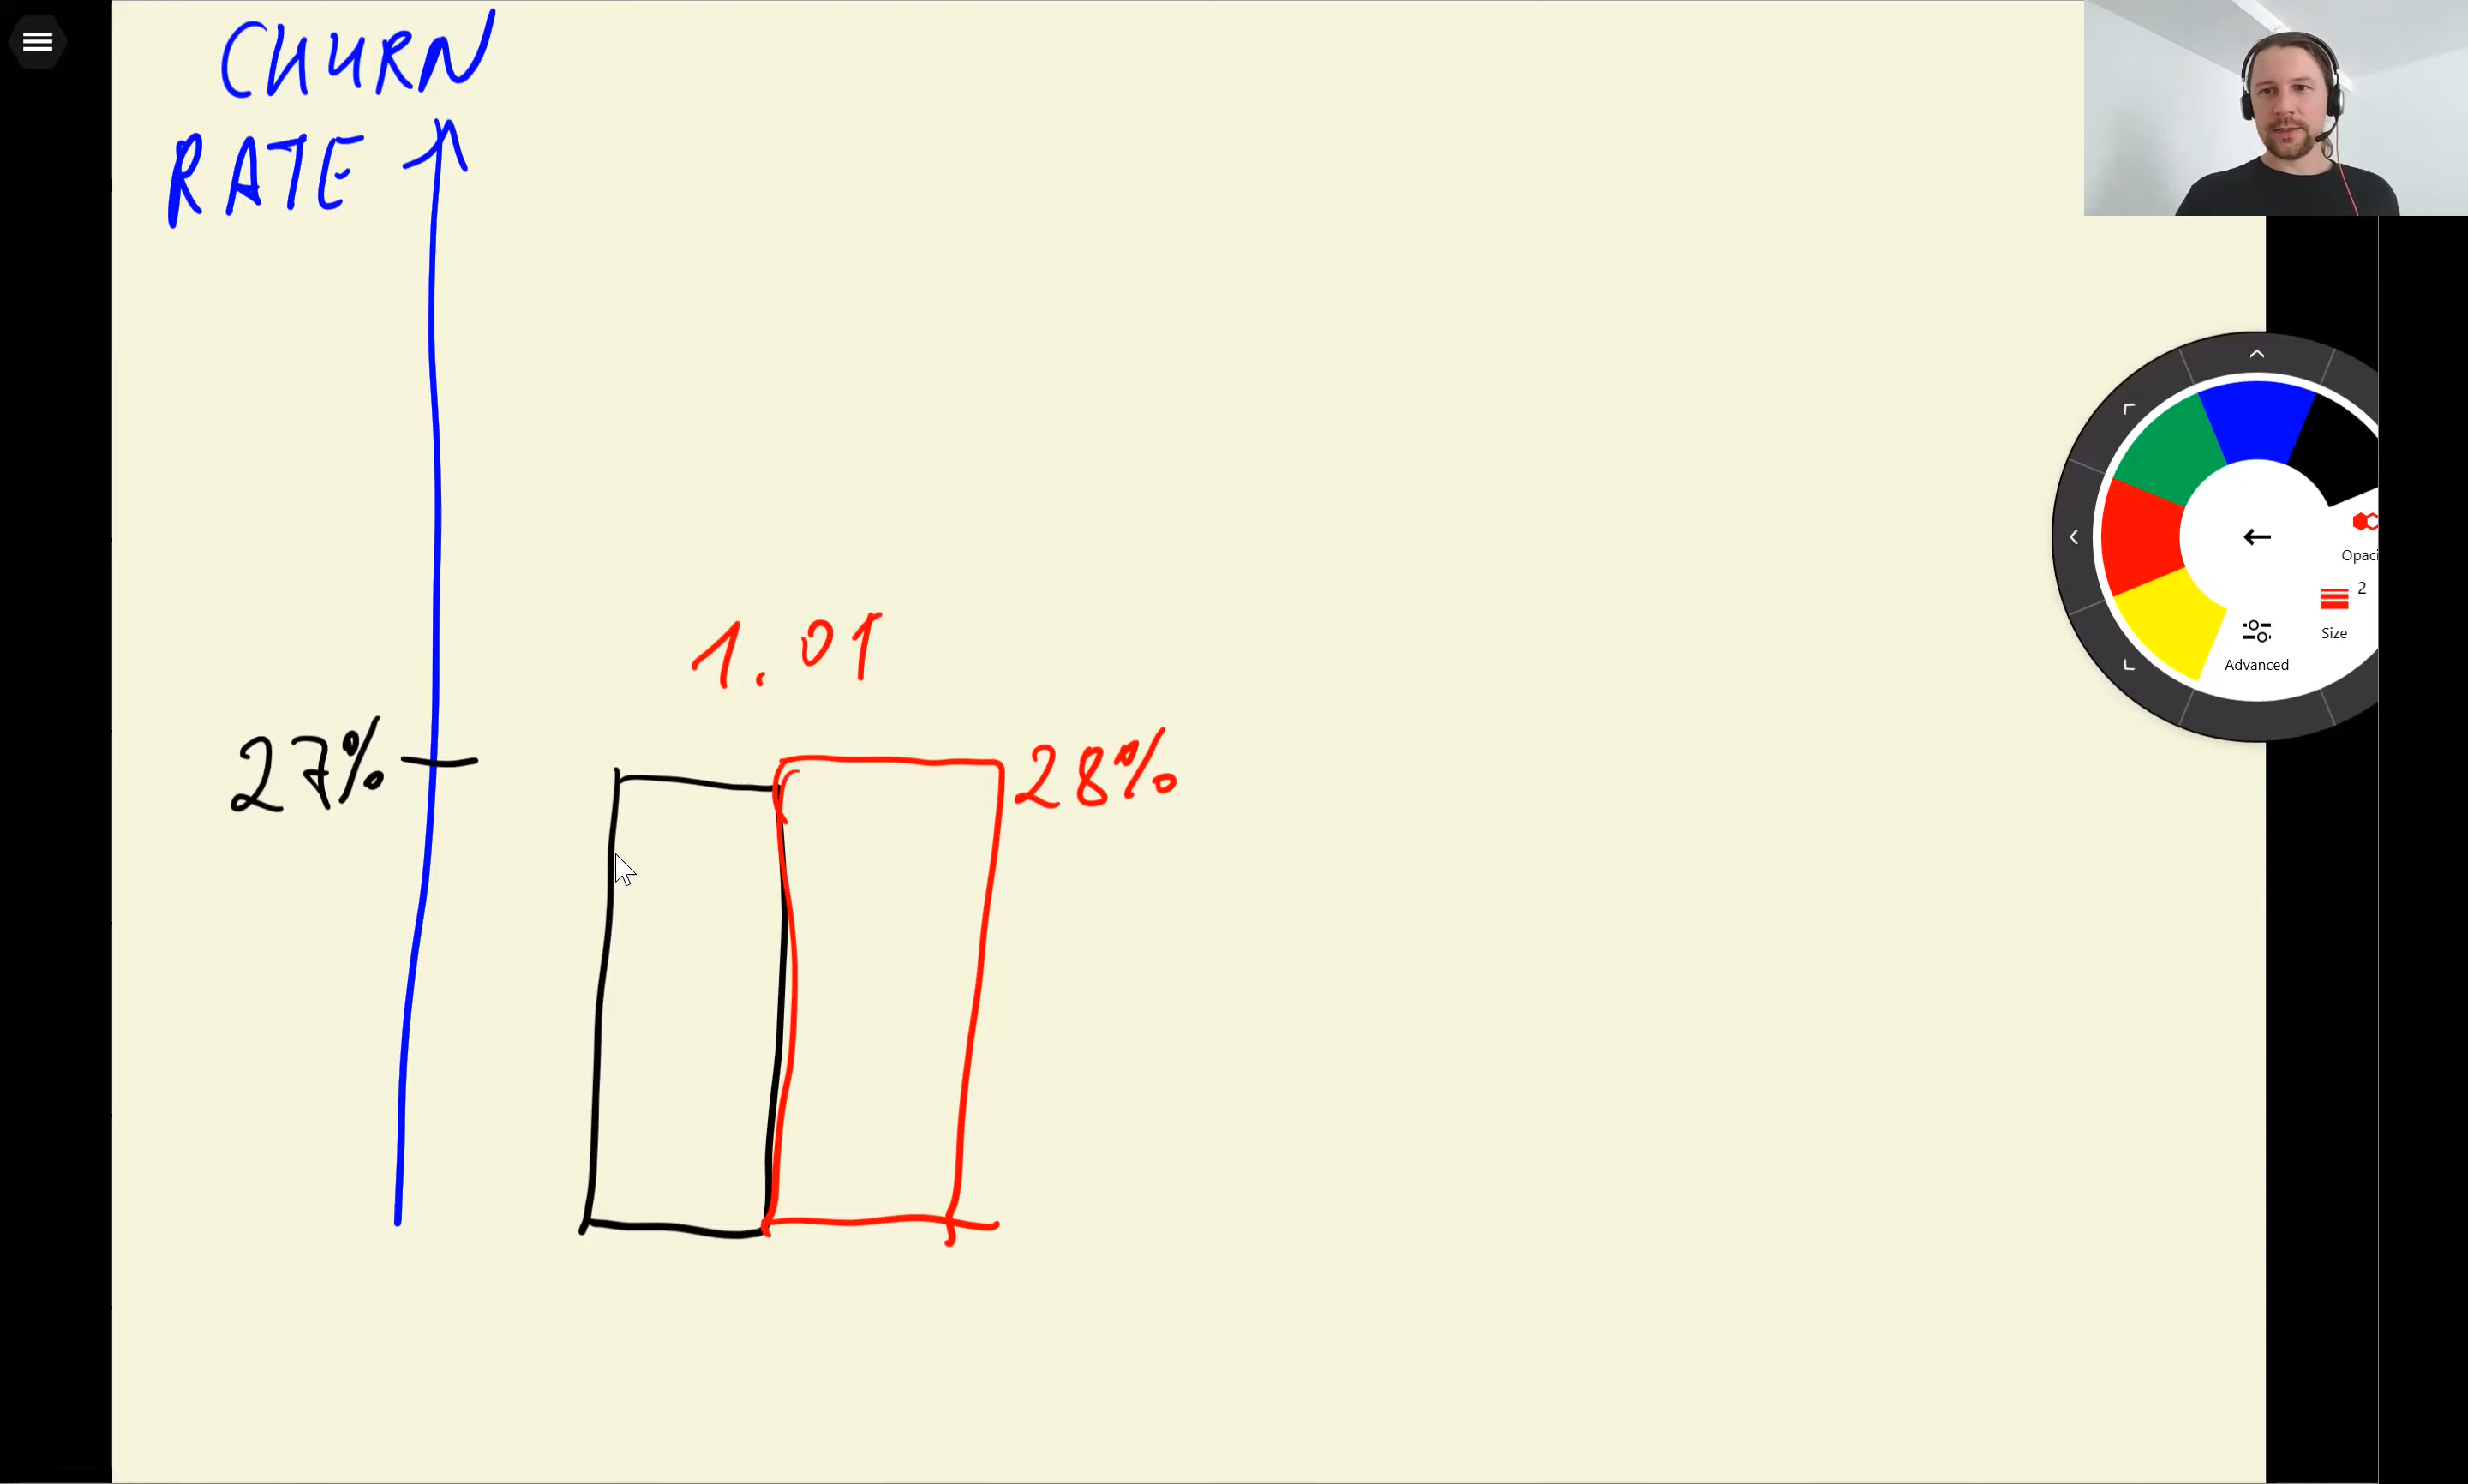 CHURN
RATE
1.01
27%
28%
Opaci
2
Size
Advanced